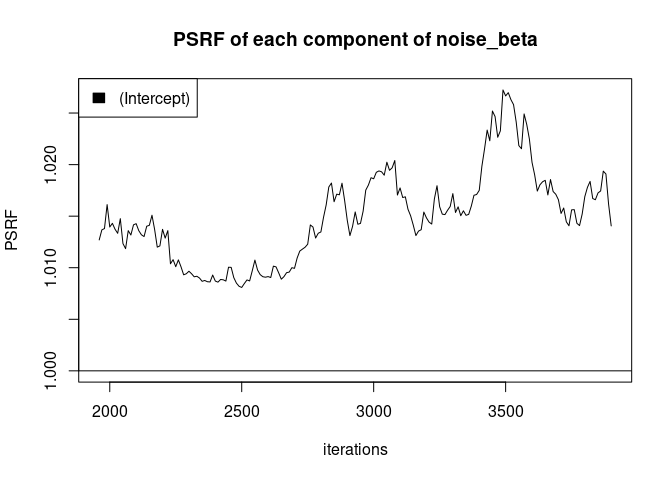 PSRF of each component of noise_beta
(Intercept)
PSRF
1.020
1.010
1.000
2000 2500 3000 3500
iterations